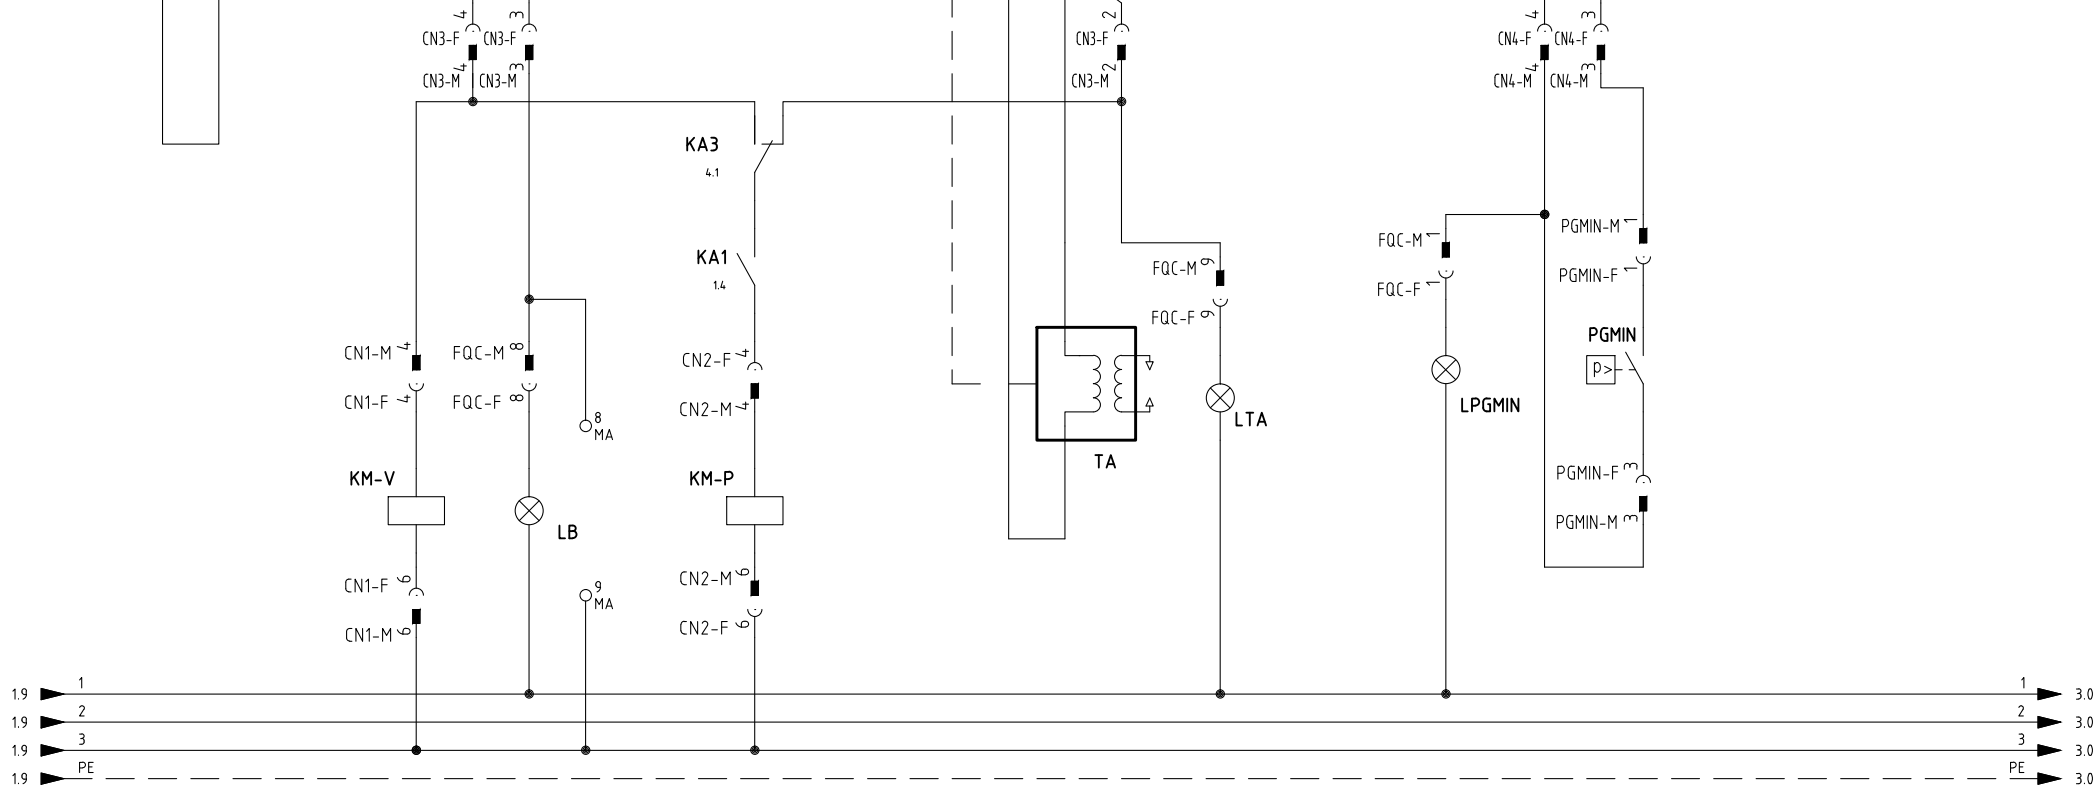 4 3 2 4 3
CN3-F CN3-F CN3-F CN4-F CN4-F
4 3 2 4 3
CN3-M CN3-M CN3-M CN4-M CN4-M
KA3
4.1
PGMIN-M 1
FQC-M 1
KA1
FQC-M 9
PGMIN-F 1
1.4
FQC-F 1
FQC-F 9
PGMIN
CN1-M 4 FQC-M 8 CN2-F 4
p>
CN1-F 4 FQC-F 8 CN2-M 4
LPGMIN
8
MA
LTA
TA
PGMIN-F 3
KM-V KM-P
PGMIN-M 3
LB
CN1-F 6 CN2-M 6
9
MA
CN1-M 6 CN2-F 6
1.9 1 1 3.0
1.9 2 2 3.0
1.9 3 3 3.0
1.9 PE PE 3.0